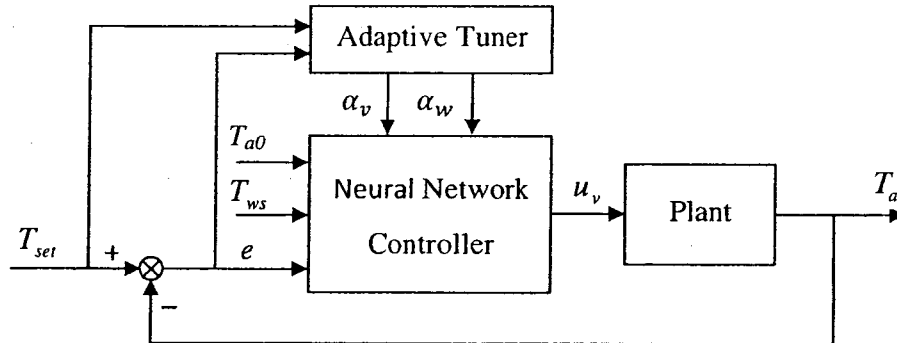 Adaptive Tuner
α_v α_w
T_a0
T_ws
Neural Network
Controller
u_v
Plant
T_a
T_set
+
e
−